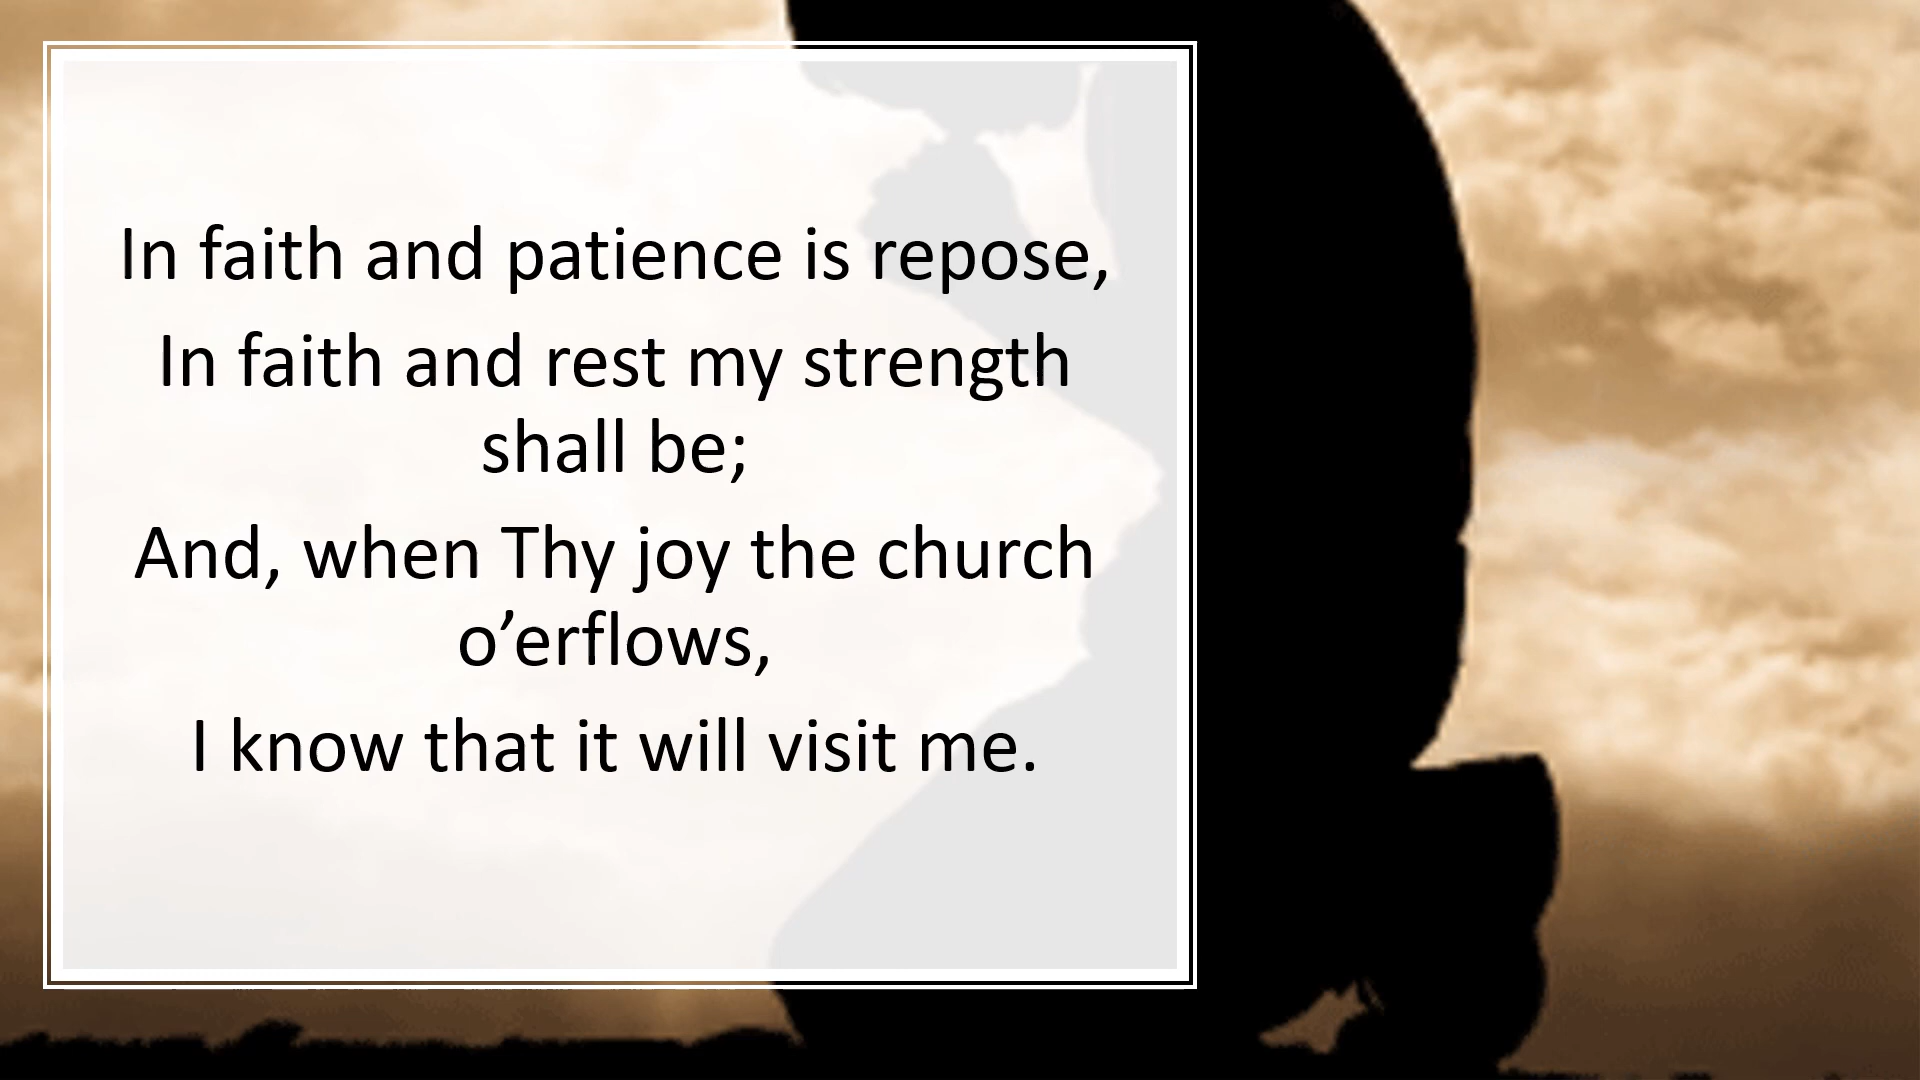 In faith and patience is repose,
In faith and rest my strength
shall be;
And, when Thy joy the church
o’erflows,
I know that it will visit me.